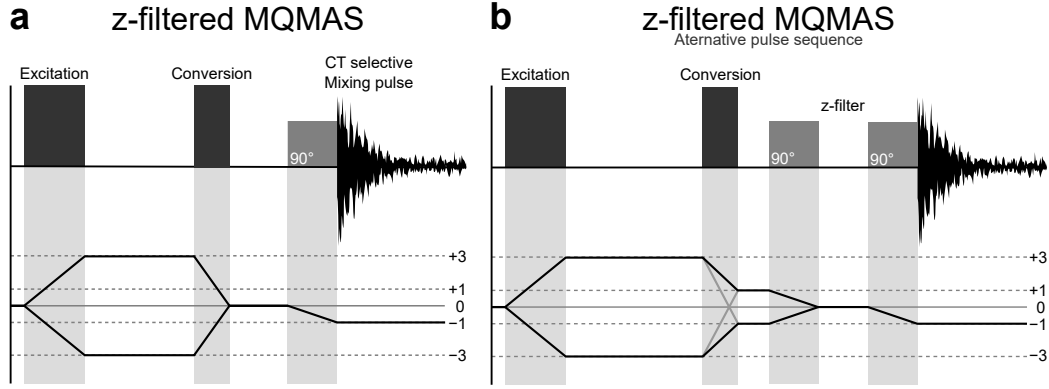 a
z-filtered MQMAS
Excitation
Conversion
CT selective
Mixing pulse
90°
+3
+1
0
−1
−3
b
z-filtered MQMAS
Aternative pulse sequence
Excitation
Conversion
z-filter
90°
90°
+3
+1
0
−1
−3